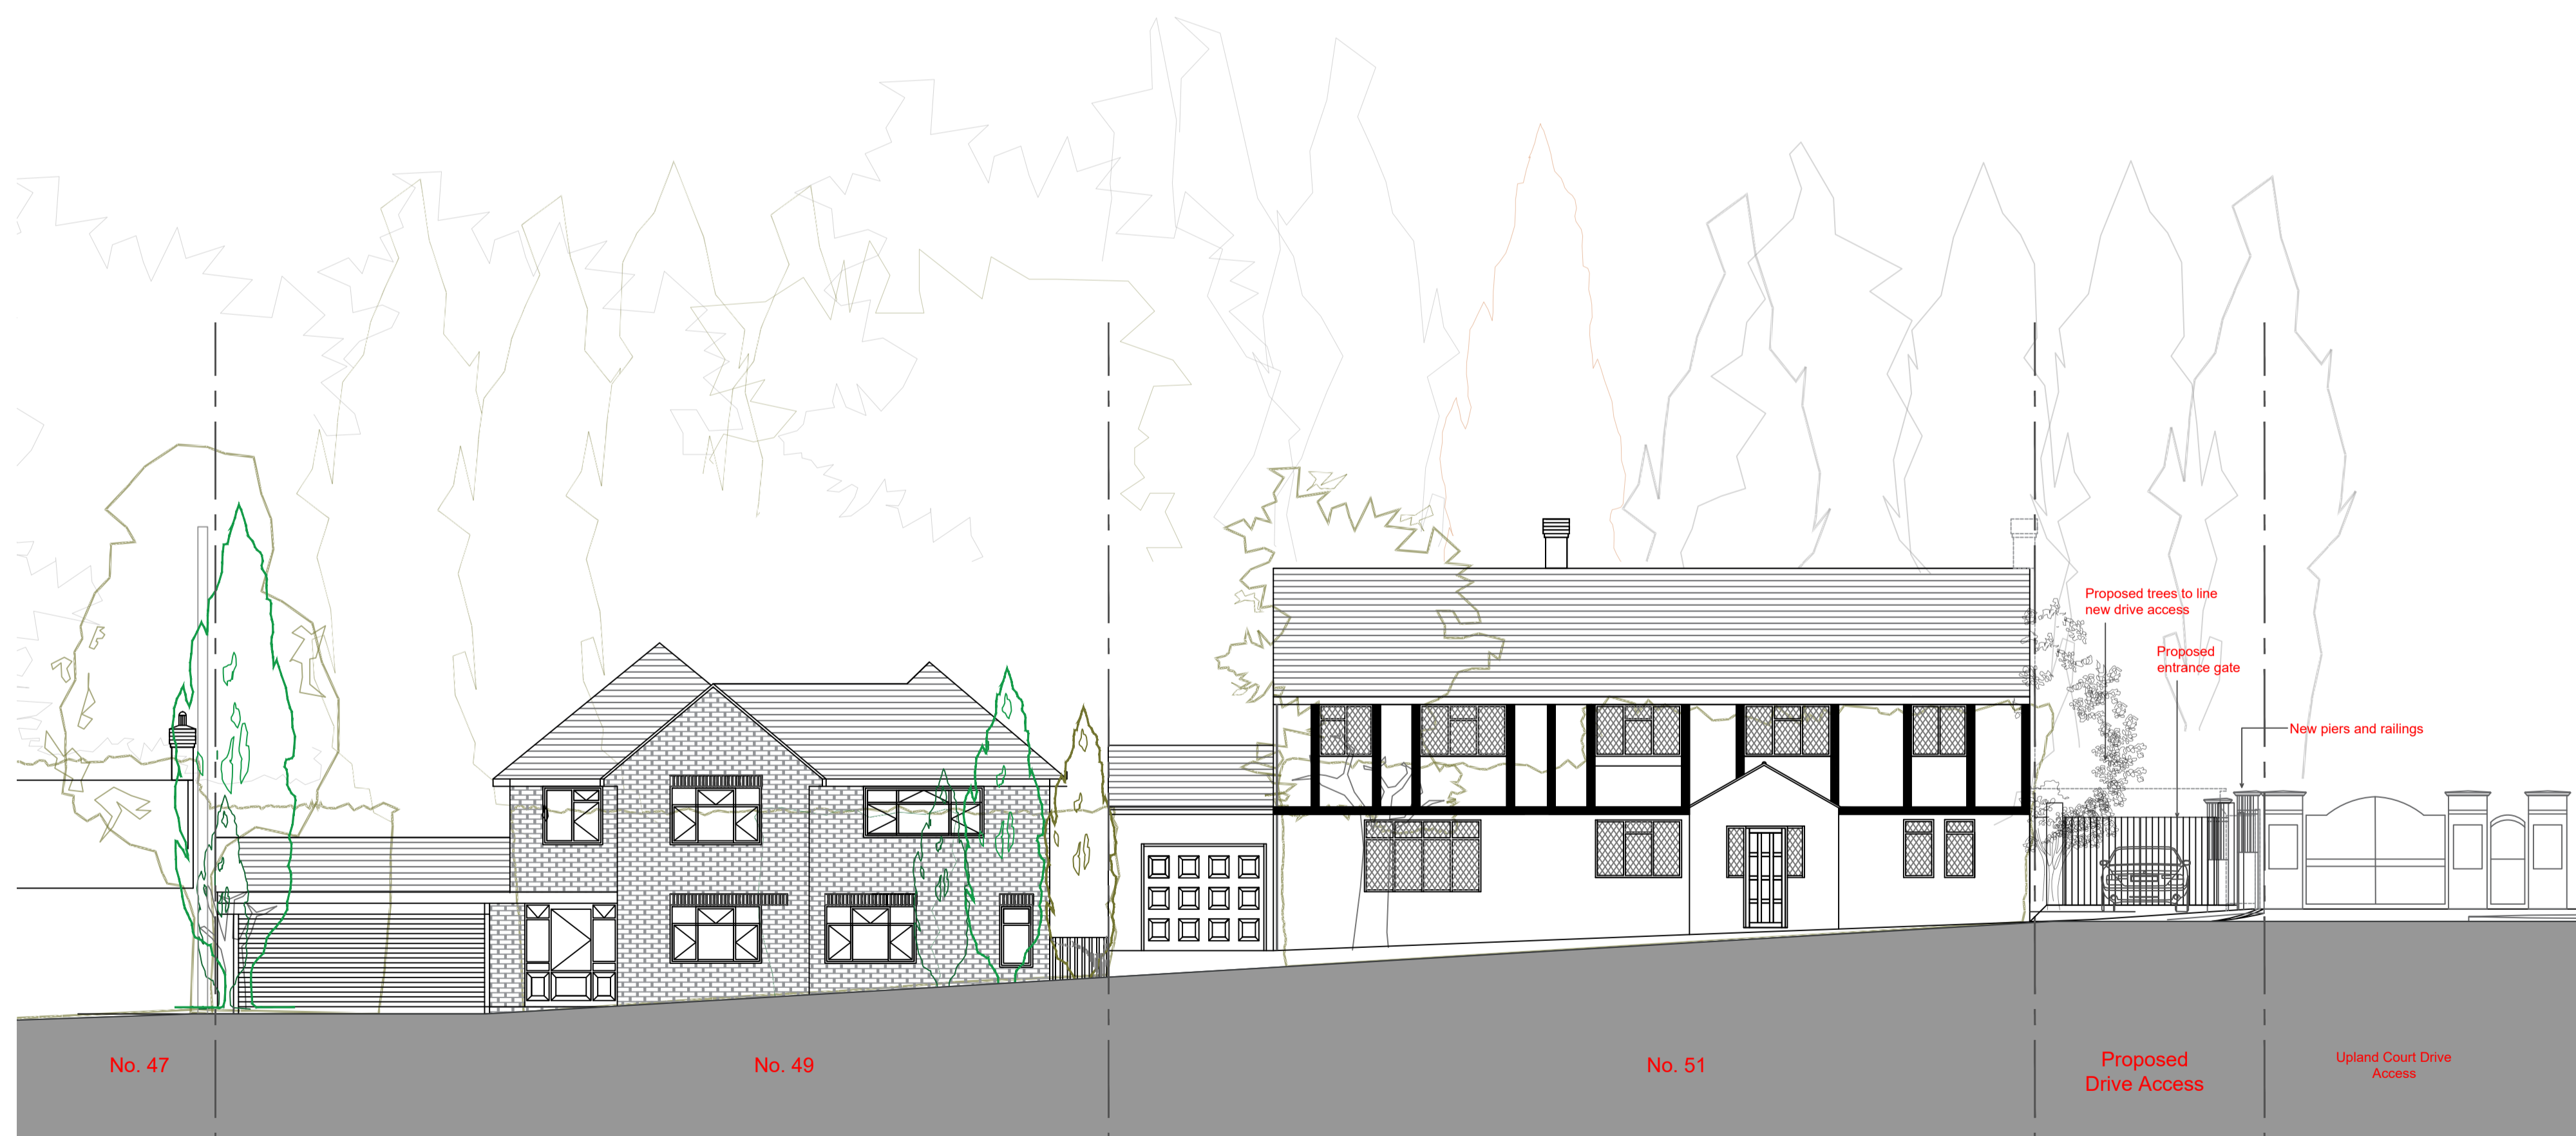 Proposed trees to line
new drive access
Proposed
entrance gate
New piers and railings
No. 47
No. 49
No. 51
Proposed
Drive Access
Upland Court Drive
Access